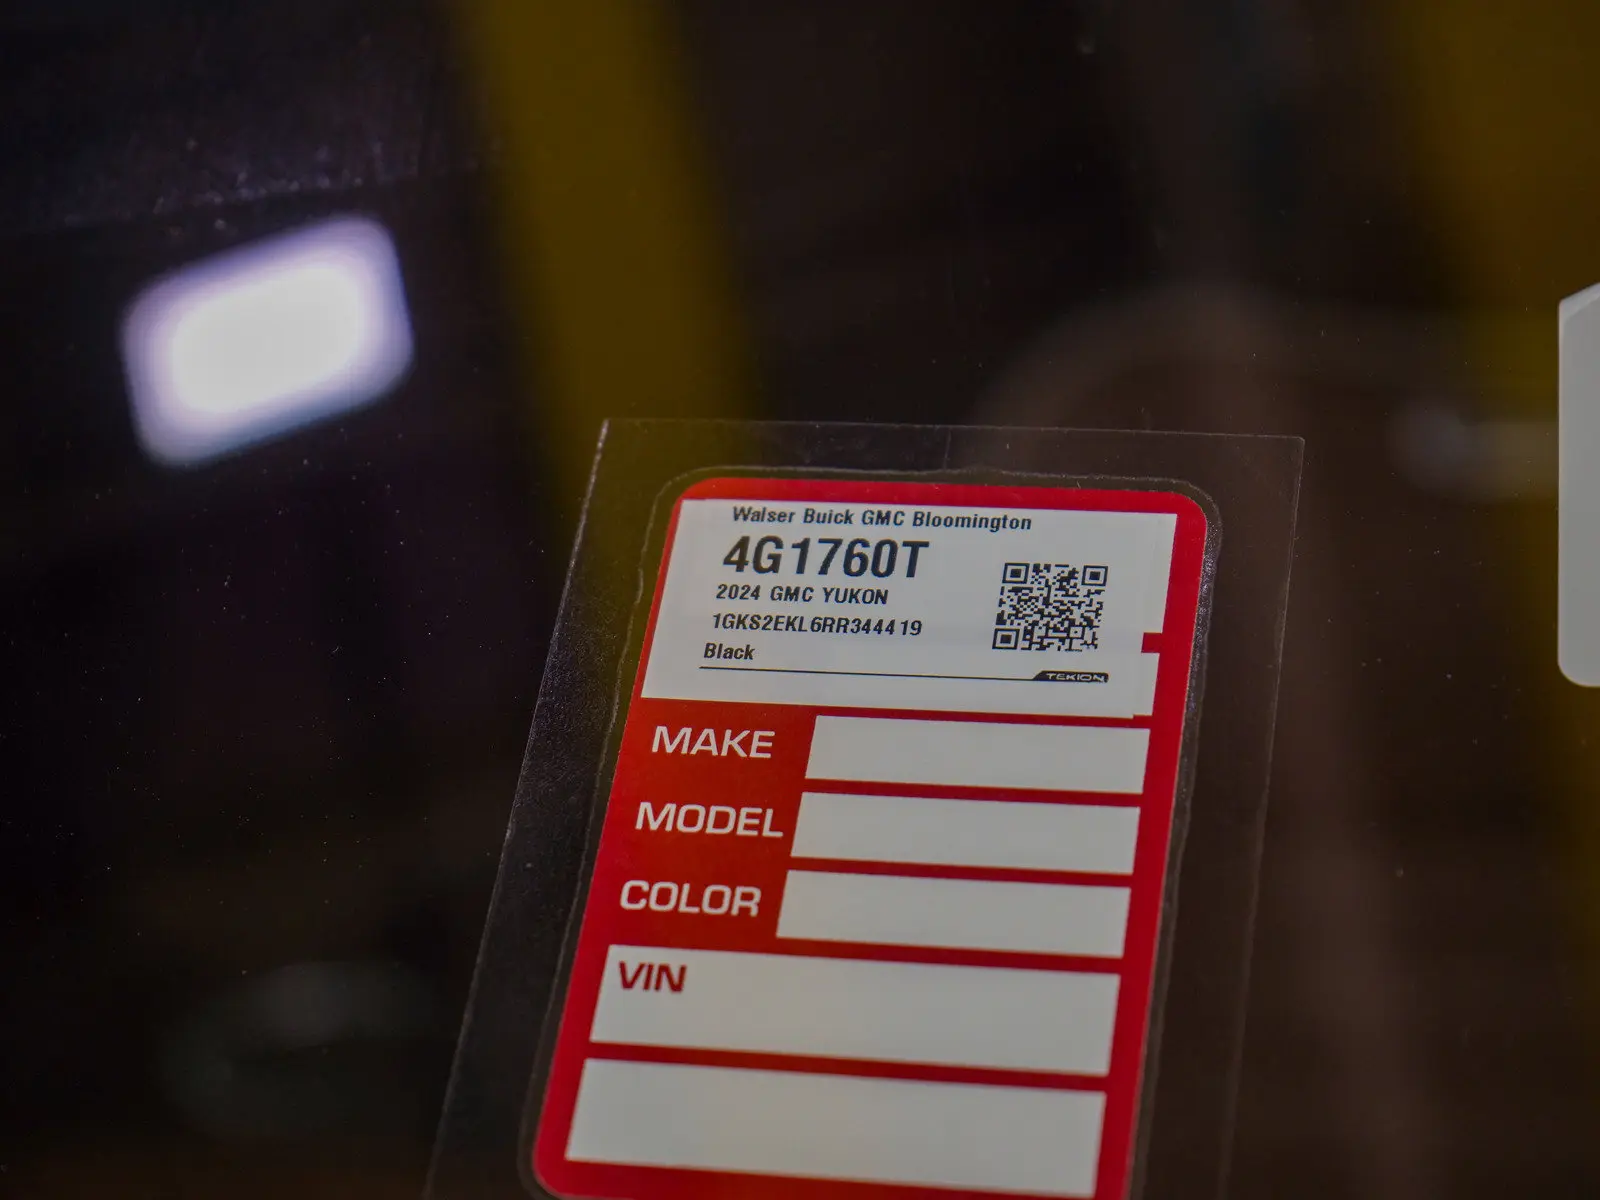 Walser Buick GMC Bloomington
4G1760T
2024 GMC YUKON
1GKS2EKL6RR344419
Black
TEKION
MAKE
MODEL
COLOR
VIN